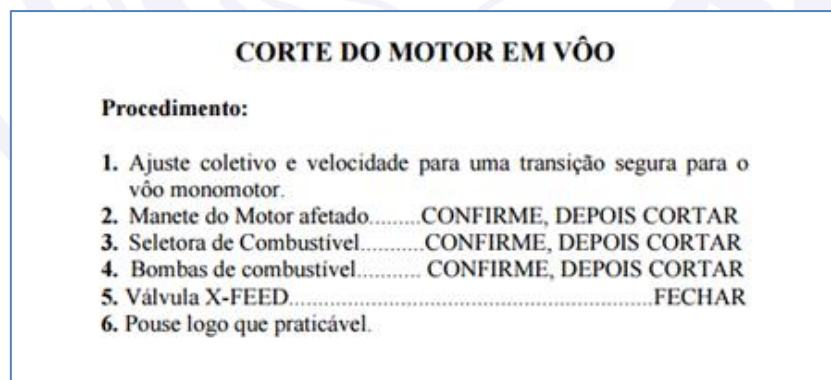 CORTE DO MOTOR EM VÔO
Procedimento:
1. Ajuste coletivo e velocidade para uma transição segura para o
vôo monomotor.
2. Manete do Motor afetado.........CONFIRME, DEPOIS CORTAR
3. Seletora de Combustível...........CONFIRME, DEPOIS CORTAR
4. Bombas de combustível........... CONFIRME, DEPOIS CORTAR
5. Válvula X-FEED...............................................................FECHAR
6. Pouse logo que praticável.